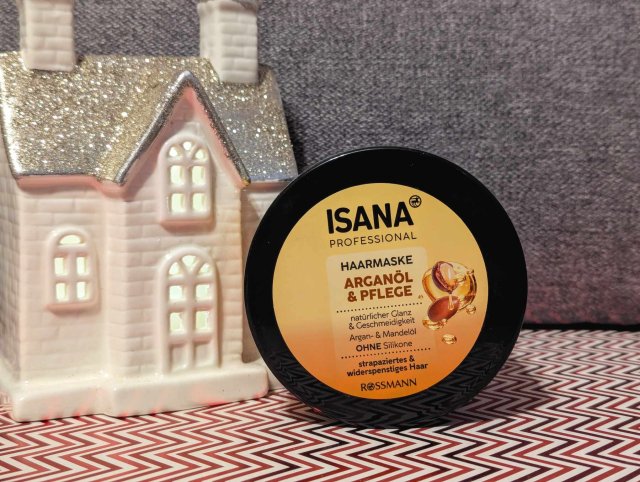 ISANA
PROFESSIONAL
HAARMASKE
ARGANÖL
& PFLEGE
natürlicher Glanz
& Geschmeidigkeit
Argan- & Mandelöl
OHNE Silikone
strapaziertes &
widerspenstiges Haar
ROSSMANN